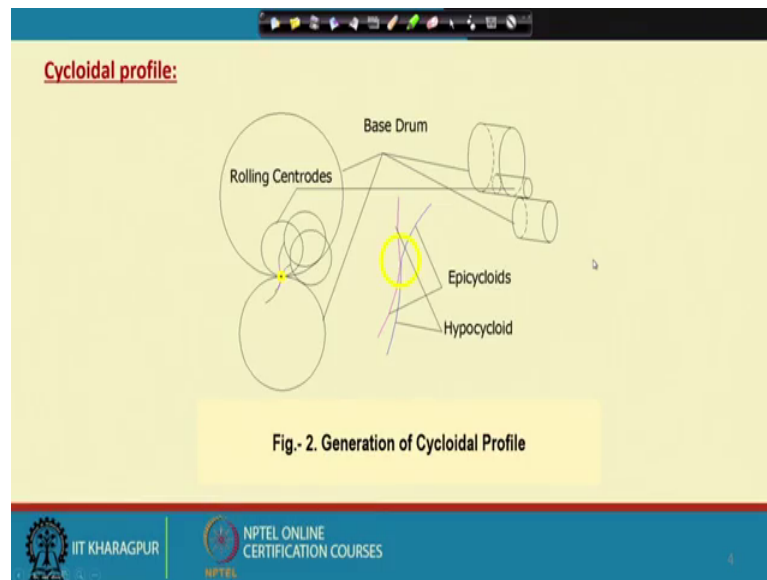 Cycloidal profile:
Base Drum
Rolling Centrodes
Epicycloids
Hypocycloid
Fig.- 2. Generation of Cycloidal Profile
IIT KHARAGPUR
NPTEL
NPTEL ONLINE
CERTIFICATION COURSES
4